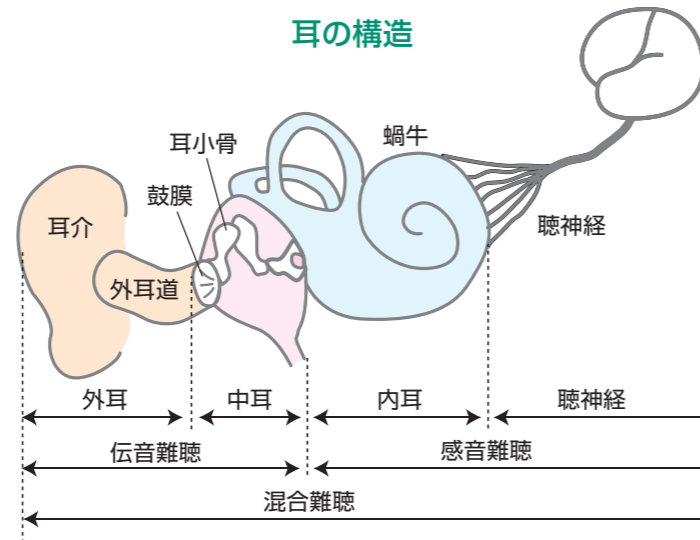 耳の構造
蝸牛
耳小骨
鼓膜
耳介
聴神経
外耳道
外耳
中耳
内耳
聴神経
伝音難聴
感音難聴
混合難聴